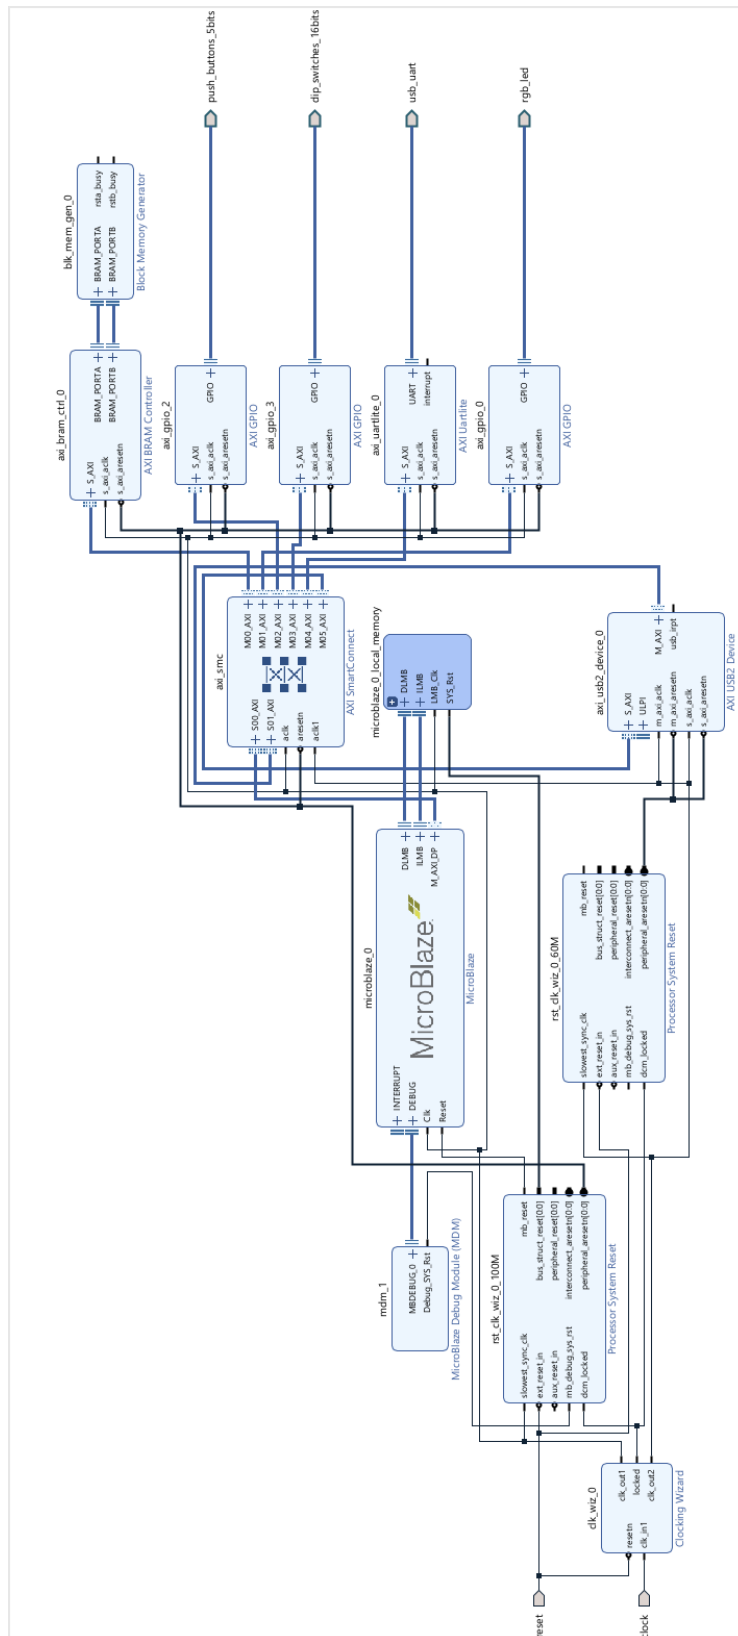 push_buttons_5bits
dip_switches_16bits
usb_uart
rgb_led
blk_mem_gen_0
BRAM_PORTA
BRAM_PORTB
rsta_busy
rstb_busy
Block Memory Generator
axi_bram_ctrl_0
S_AXI
s_axi_aclk
s_axi_aresetn
BRAM_PORTA
BRAM_PORTB
AXI BRAM Controller
axi_gpio_2
S_AXI
s_axi_aclk
s_axi_aresetn
GPIO
AXI GPIO
axi_gpio_3
S_AXI
s_axi_aclk
s_axi_aresetn
GPIO
AXI GPIO
axi_uartlite_0
S_AXI
s_axi_aclk
s_axi_aresetn
UART
interrupt
AXI Uartlite
axi_gpio_0
S_AXI
s_axi_aclk
s_axi_aresetn
GPIO
AXI GPIO
axi_smc
S00_AXI
S01_AXI
aclk
aresetn
aclk1
M00_AXI
M01_AXI
M02_AXI
M03_AXI
M04_AXI
M05_AXI
AXI SmartConnect
microblaze_0_local_memory
DLMB
ILMB
LMB_Clk
SYS_Rst
axi_usb2_device_0
S_AXI
ULPI
m_axi_aclk
m_axi_aresetn
s_axi_aclk
s_axi_aresetn
M_AXI
usb_irpt
AXI USB2 Device
microblaze_0
INTERRUPT
DEBUG
Clk
Reset
MicroBlaze
DLMB
ILMB
M_AXI_DP
MicroBlaze
rst_clk_wiz_0_60M
slowest_sync_clk
ext_reset_in
aux_reset_in
mb_debug_sys_rst
dcm_locked
mb_reset
bus_struct_reset[0:0]
peripheral_reset[0:0]
interconnect_aresetn[0:0]
peripheral_aresetn[0:0]
Processor System Reset
mdm_1
MBDEBUG_0
Debug_SYS_Rst
MicroBlaze Debug Module (MDM)
rst_clk_wiz_0_100M
slowest_sync_clk
ext_reset_in
aux_reset_in
mb_debug_sys_rst
dcm_locked
mb_reset
bus_struct_reset[0:0]
peripheral_reset[0:0]
interconnect_aresetn[0:0]
peripheral_aresetn[0:0]
Processor System Reset
clk_wiz_0
resetn
clk_in1
clk_out1
locked
clk_out2
Clocking Wizard
eset
lock